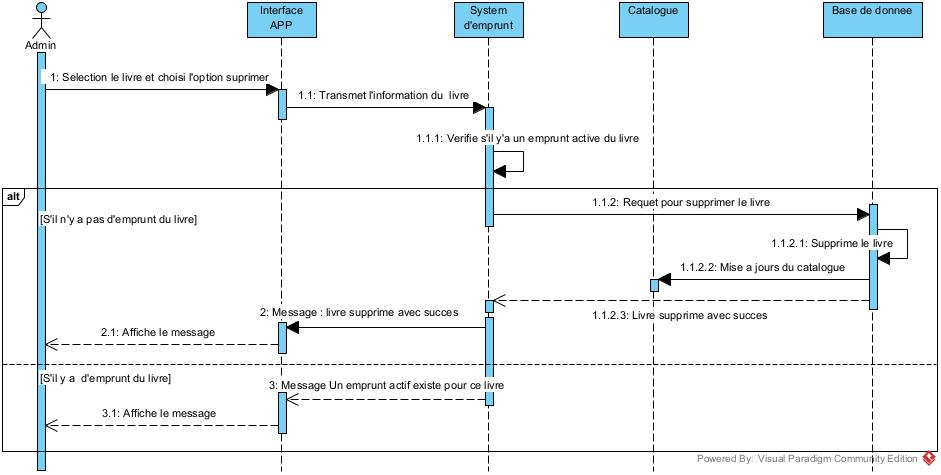 Interface
APP
System
d'emprunt
Catalogue
Base de donnee
Admin
1: Selection le livre et choisi l'option suprimer
1.1: Transmet l'information du livre
1.1.1: Verifie s'il y'a un emprunt active du livre
alt
[S'il n'y a pas d'emprunt du livre]
1.1.2: Requet pour supprimer le livre
1.1.2.1: Supprime le livre
1.1.2.2: Mise a jours du catalogue
1.1.2.3: Livre supprime avec succes
2: Message : livre supprime avec succes
2.1: Affiche le message
[S'il y a d'emprunt du livre]
3: Message Un emprunt actif existe pour ce livre
3.1: Affiche le message
Powered By Visual Paradigm Community Edition